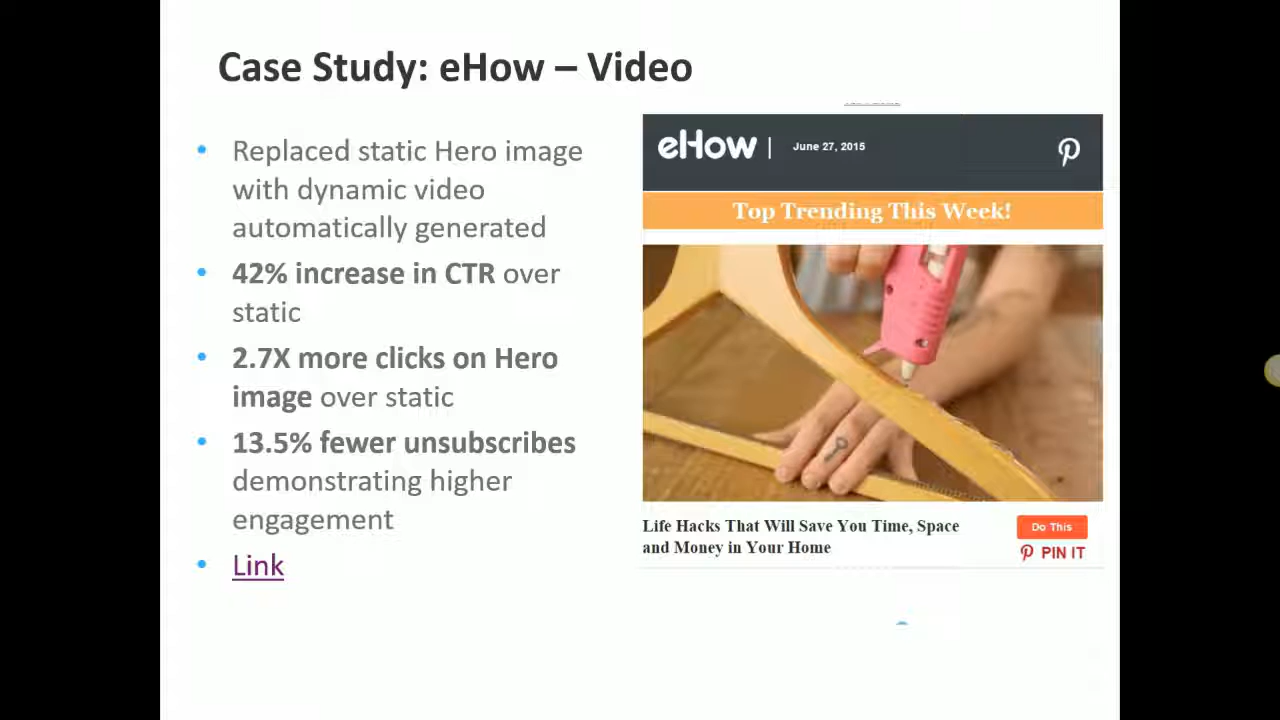 Case Study: eHow – Video
Replaced static Hero image
with dynamic video
automatically generated
42% increase in CTR over
static
2.7X more clicks on Hero
image over static
13.5% fewer unsubscribes
demonstrating higher
engagement
Link
eHow | June 27, 2015
Top Trending This Week!
Life Hacks That Will Save You Time, Space
and Money in Your Home
Do This
PIN IT